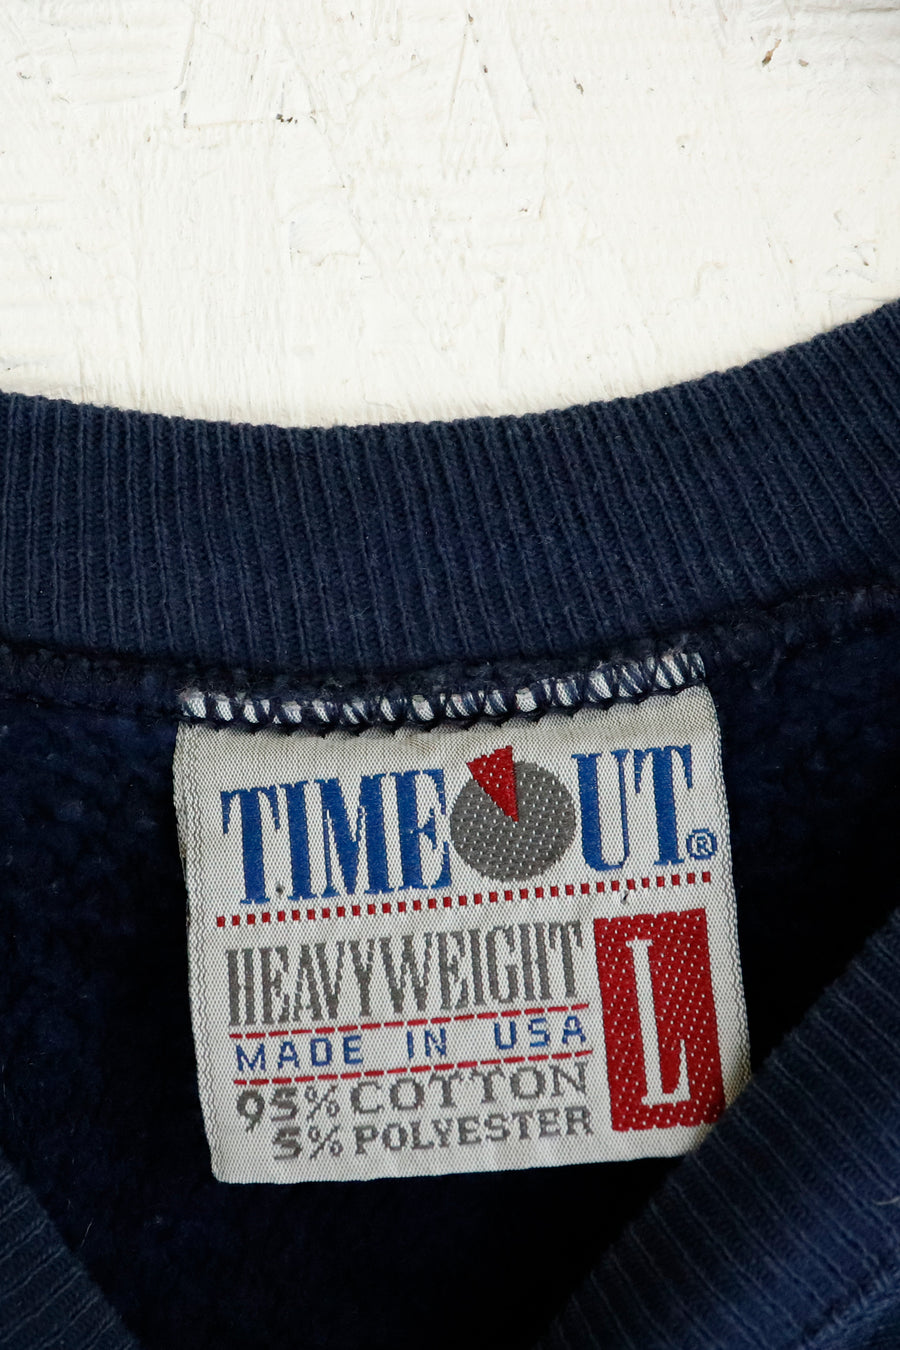 TIME OUT®
HEAVYWEIGHT
MADE IN USA
95% COTTON
5% POLYESTER
L